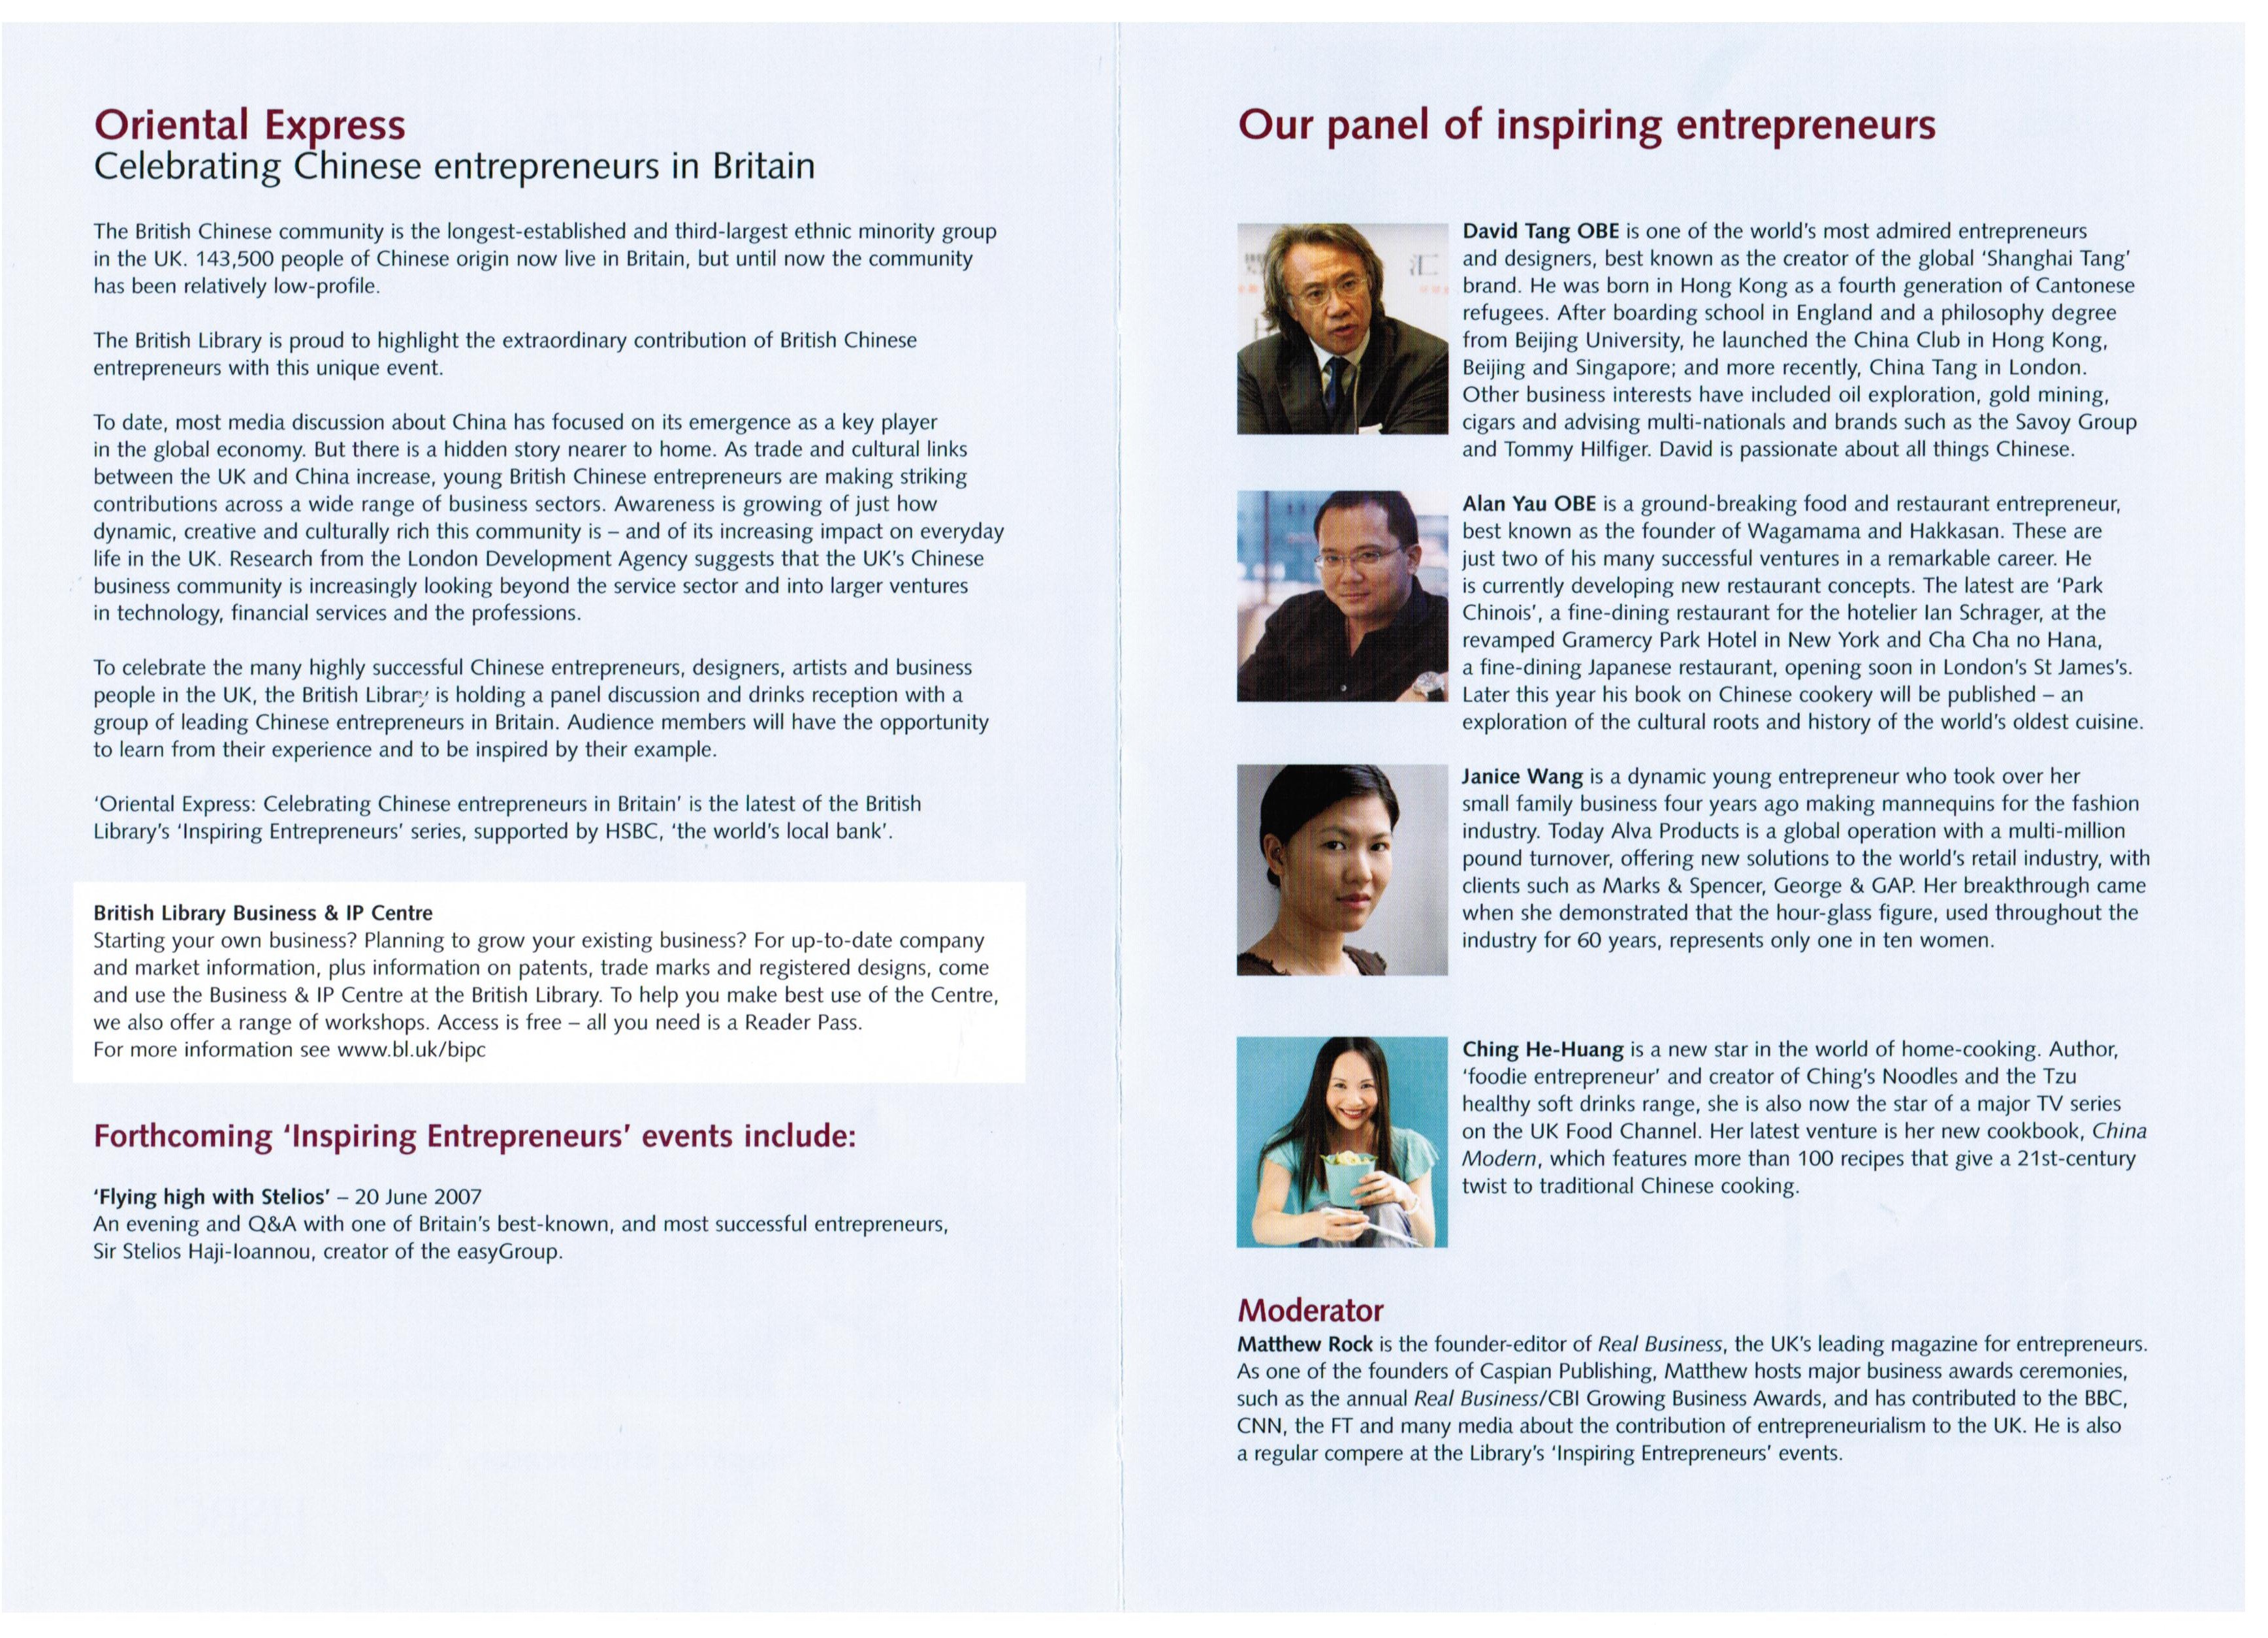 Oriental Express
Celebrating Chinese entrepreneurs in Britain
The British Chinese community is the longest-established and third-largest ethnic minority group
in the UK. 143,500 people of Chinese origin now live in Britain, but until now the community
has been relatively low-profile.
The British Library is proud to highlight the extraordinary contribution of British Chinese
entrepreneurs with this unique event.
To date, most media discussion about China has focused on its emergence as a key player
in the global economy. But there is a hidden story nearer to home. As trade and cultural links
between the UK and China increase, young British Chinese entrepreneurs are making striking
contributions across a wide range of business sectors. Awareness is growing of just how
dynamic, creative and culturally rich this community is – and of its increasing impact on everyday
life in the UK. Research from the London Development Agency suggests that the UK's Chinese
business community is increasingly looking beyond the service sector and into larger ventures
in technology, financial services and the professions.
To celebrate the many highly successful Chinese entrepreneurs, designers, artists and business
people in the UK, the British Library is holding a panel discussion and drinks reception with a
group of leading Chinese entrepreneurs in Britain. Audience members will have the opportunity
to learn from their experience and to be inspired by their example.
'Oriental Express: Celebrating Chinese entrepreneurs in Britain' is the latest of the British
Library's 'Inspiring Entrepreneurs' series, supported by HSBC, 'the world's local bank'.
British Library Business & IP Centre
Starting your own business? Planning to grow your existing business? For up-to-date company
and market information, plus information on patents, trade marks and registered designs, come
and use the Business & IP Centre at the British Library. To help you make best use of the Centre,
we also offer a range of workshops. Access is free – all you need is a Reader Pass.
For more information see www.bl.uk/bipc
Forthcoming 'Inspiring Entrepreneurs' events include:
'Flying high with Stelios' – 20 June 2007
An evening and Q&A with one of Britain's best-known, and most successful entrepreneurs,
Sir Stelios Haji-Ioannou, creator of the easyGroup.
Our panel of inspiring entrepreneurs
David Tang OBE is one of the world's most admired entrepreneurs
and designers, best known as the creator of the global 'Shanghai Tang'
brand. He was born in Hong Kong as a fourth generation of Cantonese
refugees. After boarding school in England and a philosophy degree
from Beijing University, he launched the China Club in Hong Kong,
Beijing and Singapore; and more recently, China Tang in London.
Other business interests have included oil exploration, gold mining,
cigars and advising multi-nationals and brands such as the Savoy Group
and Tommy Hilfiger. David is passionate about all things Chinese.
Alan Yau OBE is a ground-breaking food and restaurant entrepreneur,
best known as the founder of Wagamama and Hakkasan. These are
just two of his many successful ventures in a remarkable career. He
is currently developing new restaurant concepts. The latest are 'Park
Chinois', a fine-dining restaurant for the hotelier Ian Schrager, at the
revamped Gramercy Park Hotel in New York and Cha Cha no Hana,
a fine-dining Japanese restaurant, opening soon in London's St James's.
Later this year his book on Chinese cookery will be published – an
exploration of the cultural roots and history of the world's oldest cuisine.
Janice Wang is a dynamic young entrepreneur who took over her
small family business four years ago making mannequins for the fashion
industry. Today Alva Products is a global operation with a multi-million
pound turnover, offering new solutions to the world's retail industry, with
clients such as Marks & Spencer, George & GAP. Her breakthrough came
when she demonstrated that the hour-glass figure, used throughout the
industry for 60 years, represents only one in ten women.
Ching He-Huang is a new star in the world of home-cooking. Author,
'foodie entrepreneur' and creator of Ching's Noodles and the Tzu
healthy soft drinks range, she is also now the star of a major TV series
on the UK Food Channel. Her latest venture is her new cookbook, China
Modern, which features more than 100 recipes that give a 21st-century
twist to traditional Chinese cooking.
Moderator
Matthew Rock is the founder-editor of Real Business, the UK's leading magazine for entrepreneurs.
As one of the founders of Caspian Publishing, Matthew hosts major business awards ceremonies,
such as the annual Real Business/CBI Growing Business Awards, and has contributed to the BBC,
CNN, the FT and many media about the contribution of entrepreneurialism to the UK. He is also
a regular compere at the Library's 'Inspiring Entrepreneurs' events.